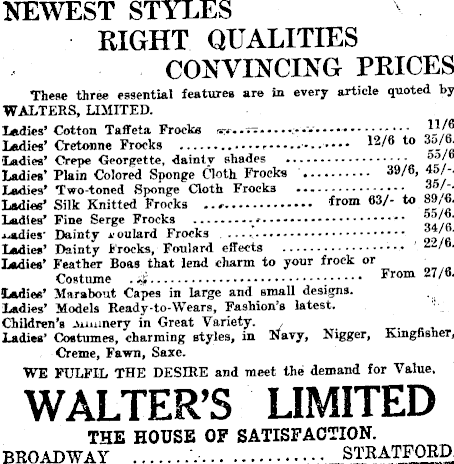 NEWEST STYLES
RIGHT QUALITIES
CONVINCING PRICES
These three essential features are in every article quoted by
WALTERS, LIMITED.
Ladies' Cotton Taffeta Frocks .......... 11/6
Ladies' Cretonne Frocks .......... 12/6 to 35/6.
Ladies' Crepe Georgette, dainty shades .......... 55/6
Ladies' Plain Colored Sponge Cloth Frocks .......... 39/6, 45/-.
Ladies' Two-toned Sponge Cloth Frocks .......... 35/-.
Ladies' Silk Knitted Frocks .......... from 63/- to 89/6.
Ladies' Fine Serge Frocks .......... 55/6.
Ladies' Dainty Foulard Frocks .......... 34/6.
Ladies' Dainty Frocks, Foulard effects .......... 22/6.
Ladies' Feather Boas that lend charm to your frock or
Costume .......... From 27/6.
Ladies' Marabout Capes in large and small designs.
Ladies' Models Ready-to-Wears, Fashion's latest.
Children's Millinery in Great Variety.
Ladies' Costumes, charming styles, in Navy, Nigger, Kingfisher,
Creme, Fawn, Saxe.
WE FULFIL THE DESIRE and meet the demand for Value.
WALTER'S LIMITED
THE HOUSE OF SATISFACTION.
BROADWAY .......... STRATFORD